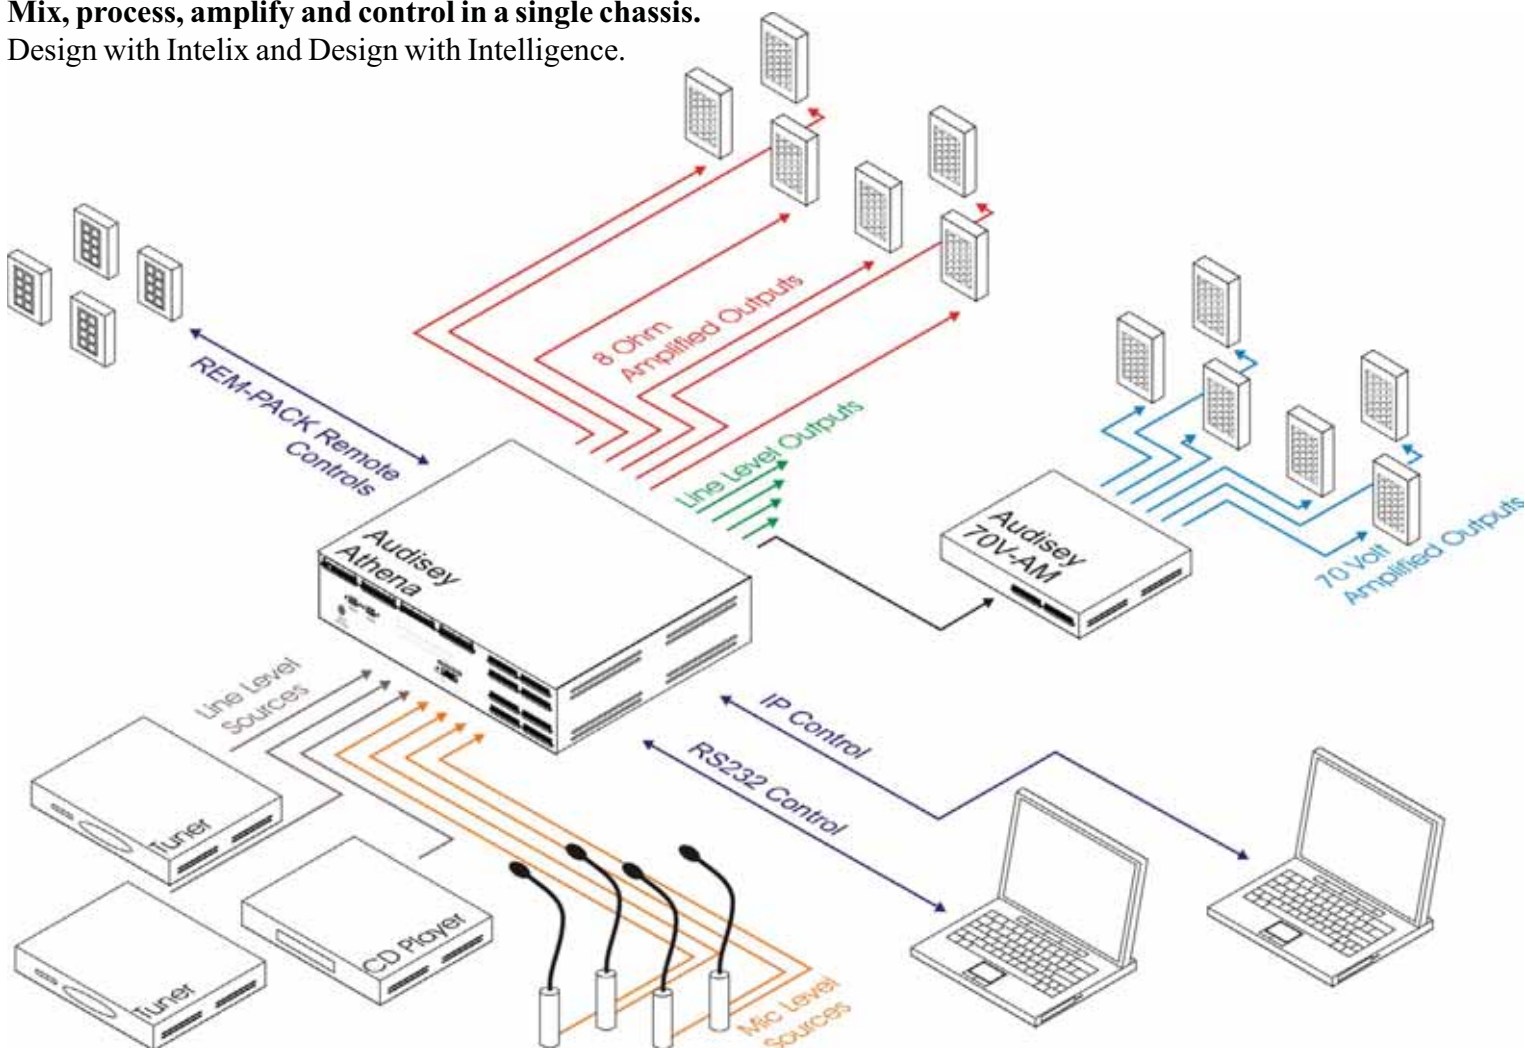 Mix, process, amplify and control in a single chassis.
Design with Intelix and Design with Intelligence.
8 Ohm
Amplified Outputs
REM-PACK Remote
Controls
Line Level Outputs
Audisey
Athena
Audisey
70V-AM
70 Volt
Amplified Outputs
Line Level
Sources
IP Control
RS232 Control
Tuner
CD Player
Tuner
Mic Level
Sources